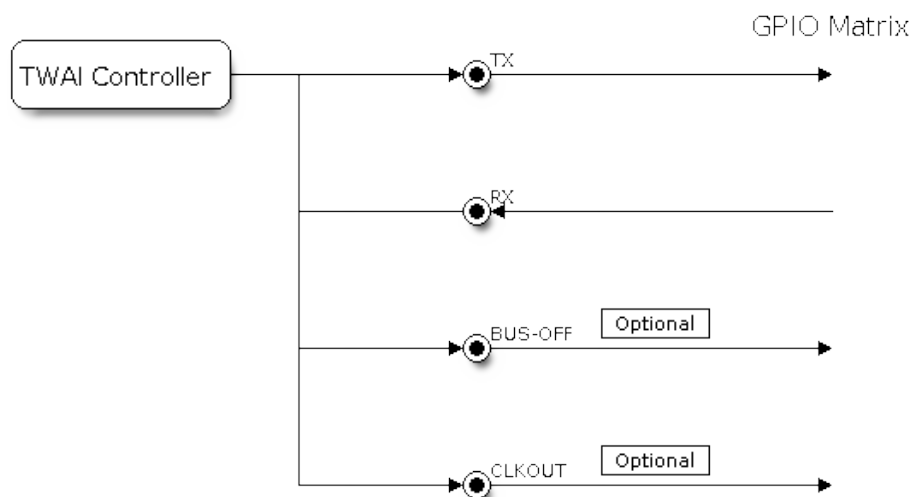 GPIO Matrix
TWAI Controller
TX
RX
BUS-OFF
Optional
CLKOUT
Optional